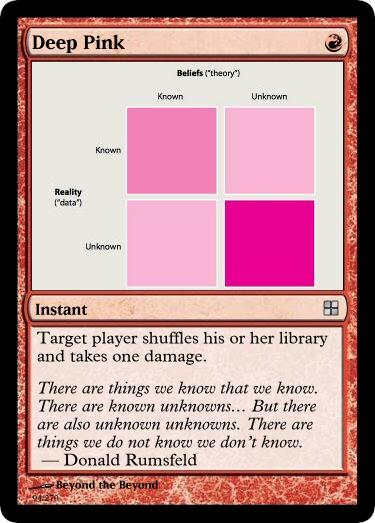 Deep Pink
Beliefs ("theory")
Known Unknown
Known
Reality
("data")
Unknown
Instant
Target player shuffles his or her library
and takes one damage.
There are things we know that we know.
There are known unknowns... But there
are also unknown unknowns. There are
things we do not know we don't know.
— Donald Rumsfeld
Beyond the Beyond
94/270